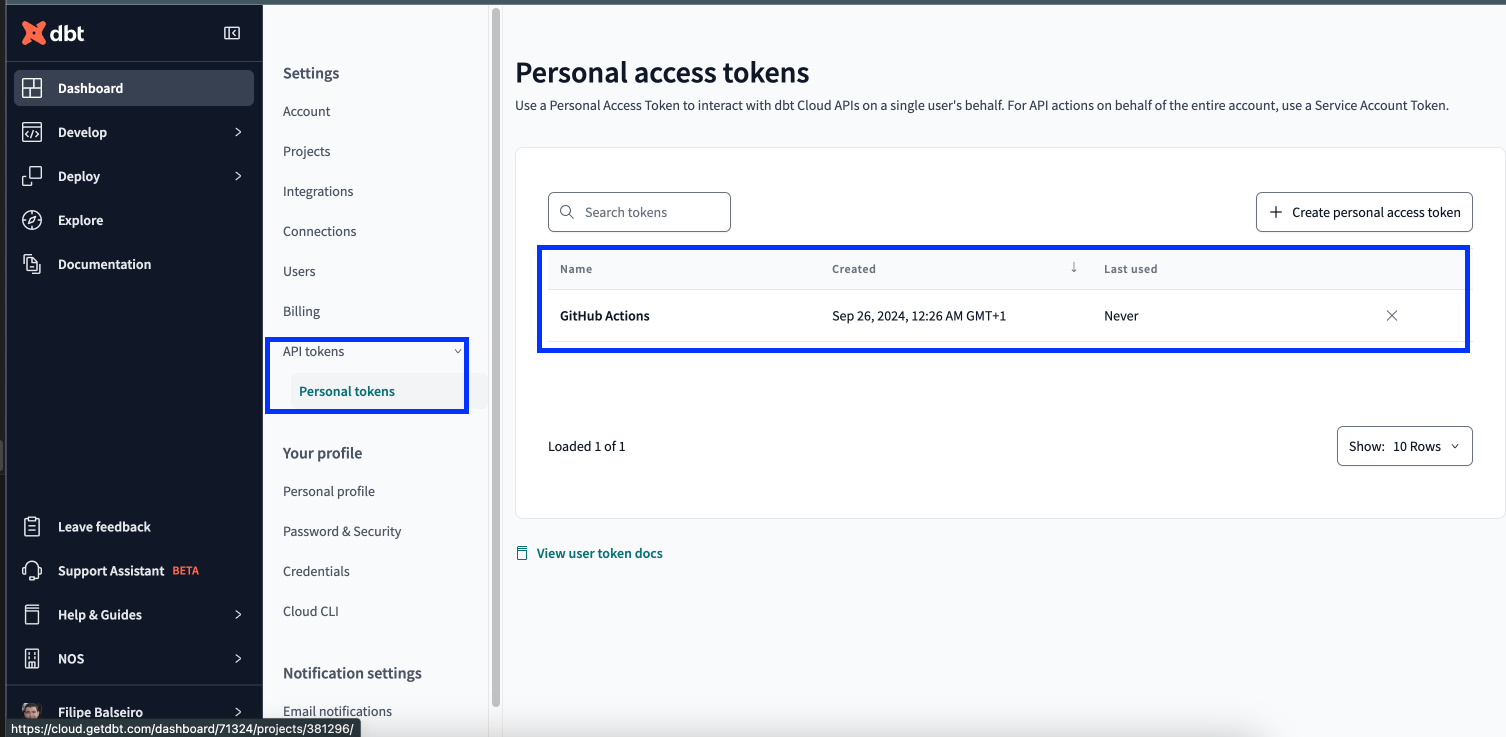 dbt
Dashboard
Develop
Deploy
Explore
Documentation
Leave feedback
Support Assistant BETA
Help & Guides
NOS
Filipe Balseiro
https://cloud.getdbt.com/dashboard/71324/projects/381296/
Settings
Account
Projects
Integrations
Connections
Users
Billing
API tokens
Personal tokens
Your profile
Personal profile
Password & Security
Credentials
Cloud CLI
Notification settings
Email notifications
Personal access tokens
Use a Personal Access Token to interact with dbt Cloud APIs on a single user's behalf. For API actions on behalf of the entire account, use a Service Account Token.
Search tokens
Create personal access token
Name Created Last used
GitHub Actions Sep 26, 2024, 12:26 AM GMT+1 Never
Loaded 1 of 1
Show: 10 Rows
View user token docs